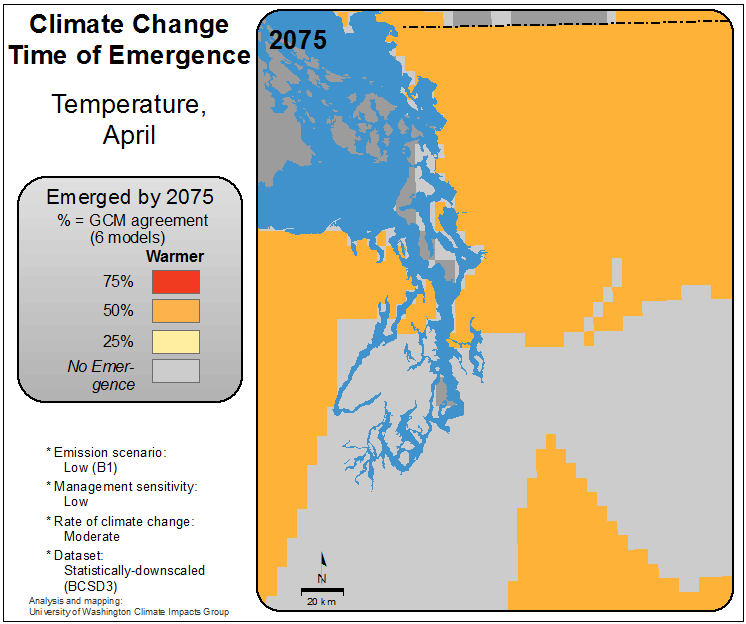 Climate Change
Time of Emergence
Temperature,
April
Emerged by 2075
% = GCM agreement
(6 models)
Warmer
75%
50%
25%
No Emer-
gence
* Emission scenario:
Low (B1)
* Management sensitivity:
Low
* Rate of climate change:
Moderate
* Dataset:
Statistically-downscaled
(BCSD3)
Analysis and mapping:
University of Washington Climate Impacts Group
2075
N
20 km